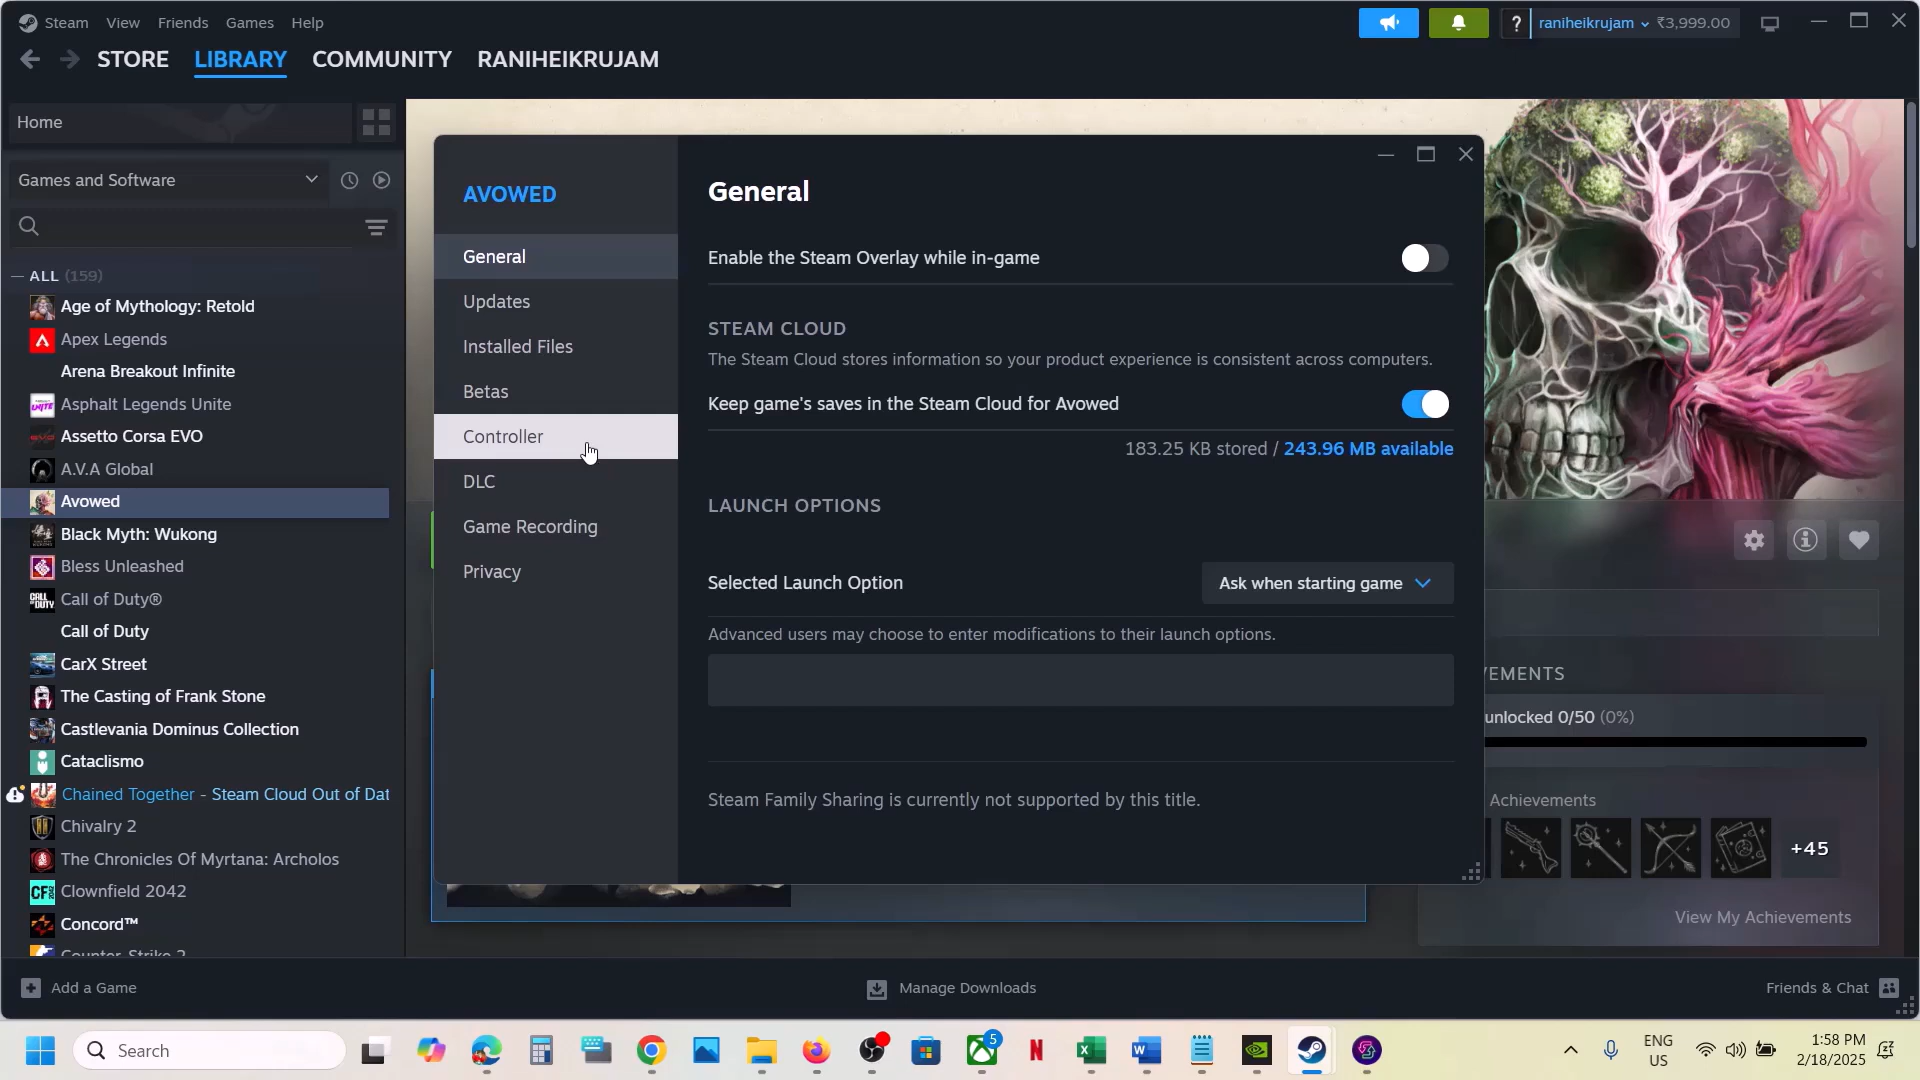 Steam View Friends Games Help
? raniheikrujam ₹3,999.00
STORE LIBRARY COMMUNITY RANIHEIKRUJAM
Home
Games and Software
ALL (159)
Age of Mythology: Retold
Apex Legends
Arena Breakout Infinite
Asphalt Legends Unite
Assetto Corsa EVO
A.V.A Global
Avowed
Black Myth: Wukong
Bless Unleashed
Call of Duty®
Call of Duty
CarX Street
The Casting of Frank Stone
Castlevania Dominus Collection
Cataclismo
Chained Together - Steam Cloud Out of Dat
Chivalry 2
The Chronicles Of Myrtana: Archolos
Clownfield 2042
Concord™
Counter-Strike 2
AVOWED
General
Updates
Installed Files
Betas
Controller
DLC
Game Recording
Privacy
General
Enable the Steam Overlay while in-game
STEAM CLOUD
The Steam Cloud stores information so your product experience is consistent across computers.
Keep game's saves in the Steam Cloud for Avowed
183.25 KB stored / 243.96 MB available
LAUNCH OPTIONS
Selected Launch Option
Ask when starting game
Advanced users may choose to enter modifications to their launch options.
Steam Family Sharing is currently not supported by this title.
EMENTS
unlocked 0/50 (0%)
Achievements
+45
View My Achievements
Add a Game
Manage Downloads
Friends & Chat
Search
5
ENG
US
1:58 PM
2/18/2025